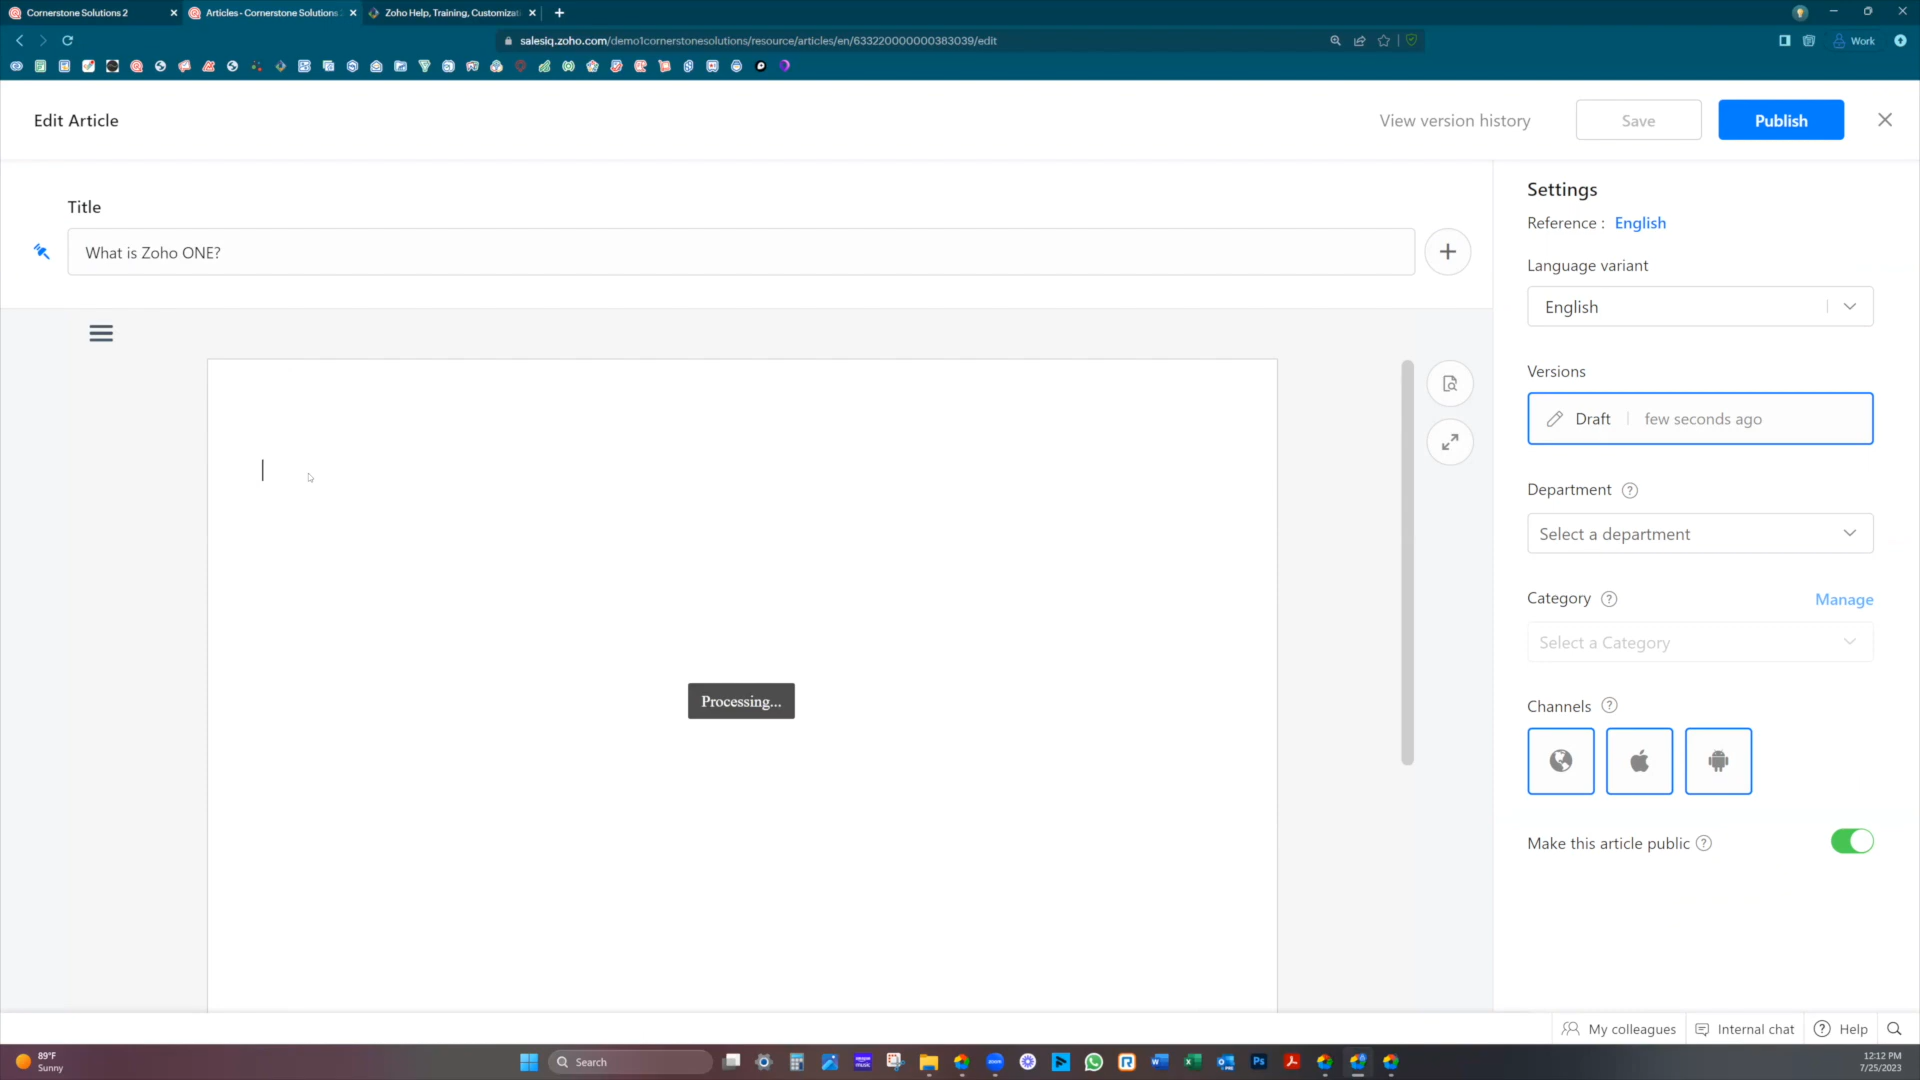 Cornerstone Solutions 2
Articles - Cornerstone Solutions 2
Zoho Help, Training, Customizat
salesiq.zoho.com/demo1cornerstonesolutions/resource/articles/en/633220000000383039/edit
Work
Edit Article
View version history
Save
Publish
Title
What is Zoho ONE?
Processing...
Settings
Reference : English
Language variant
English
Versions
Draft few seconds ago
Department
Select a department
Category
Manage
Select a Category
Channels
Make this article public
My colleagues
Internal chat
Help
89°F
Sunny
Search
12:12 PM
7/25/2023